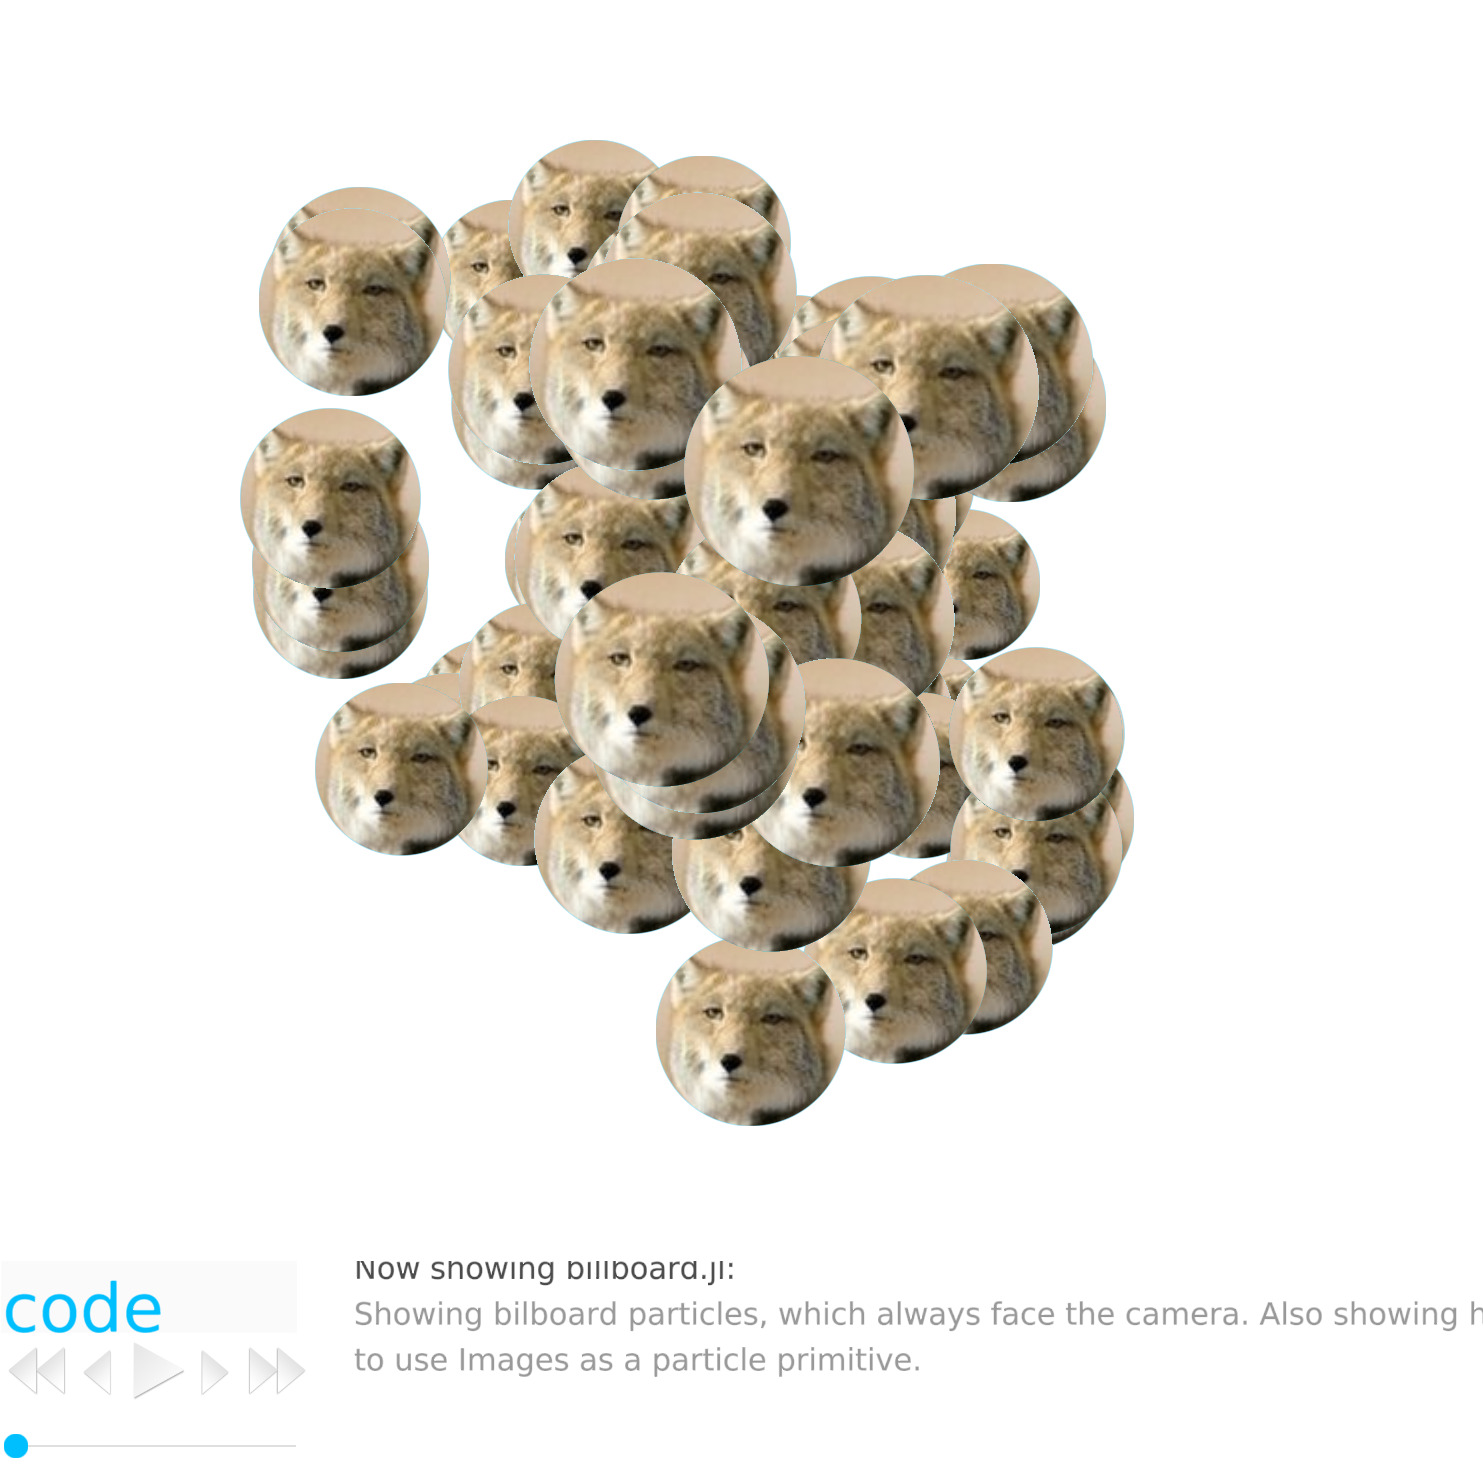 Now showing billboard.jl:
code
Showing bilboard particles, which always face the camera. Also showing
to use Images as a particle primitive.